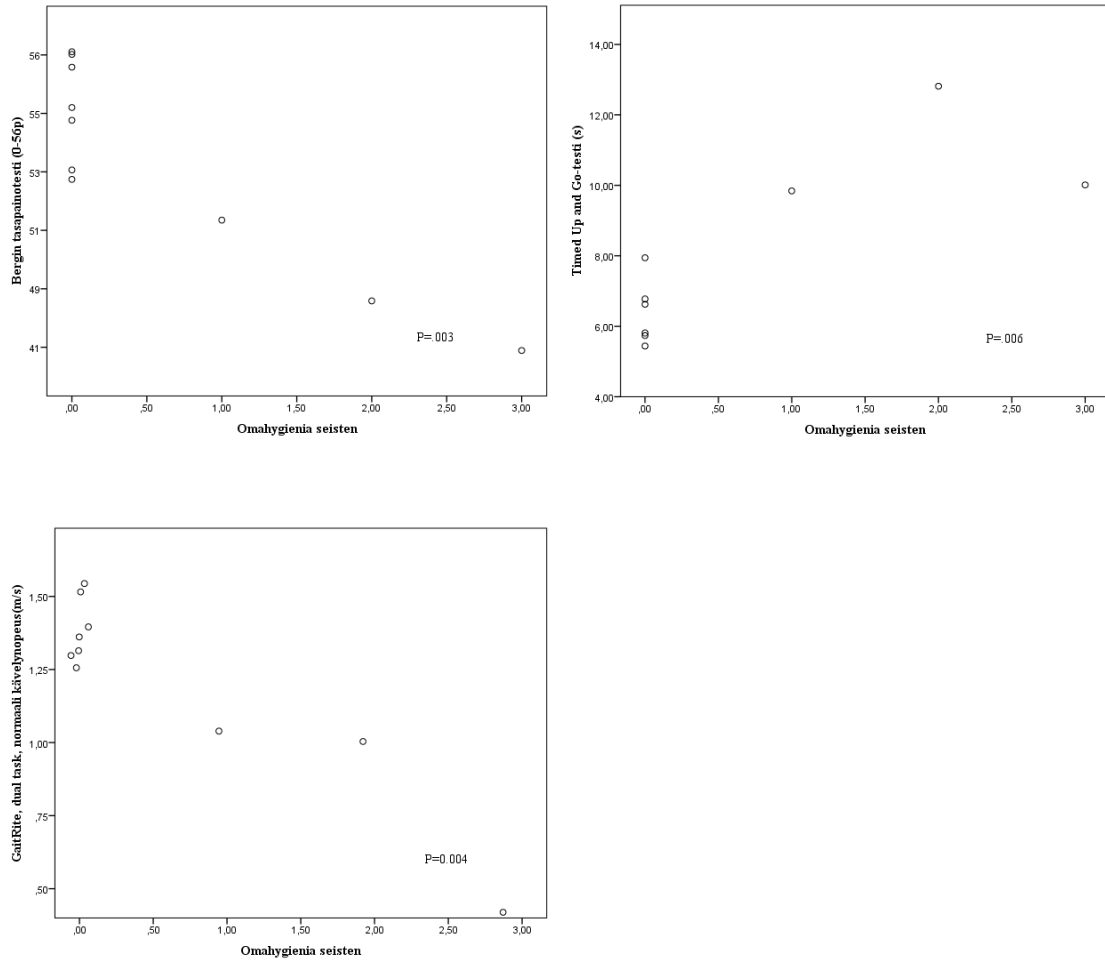 Bergin tasapainotesti (0-56p)
56
55
53
51
49
41
P=.003
,00 ,50 1,00 1,50 2,00 2,50 3,00
Omahygienia seisten
Timed Up and Go-testi (s)
14,00
12,00
10,00
8,00
6,00
4,00
P=.006
,00 ,50 1,00 1,50 2,00 2,50 3,00
Omahygienia seisten
GaitRite, dual task, normaali kävelynopeus(m/s)
1,50
1,25
1,00
,75
,50
P=0.004
,00 ,50 1,00 1,50 2,00 2,50 3,00
Omahygienia seisten